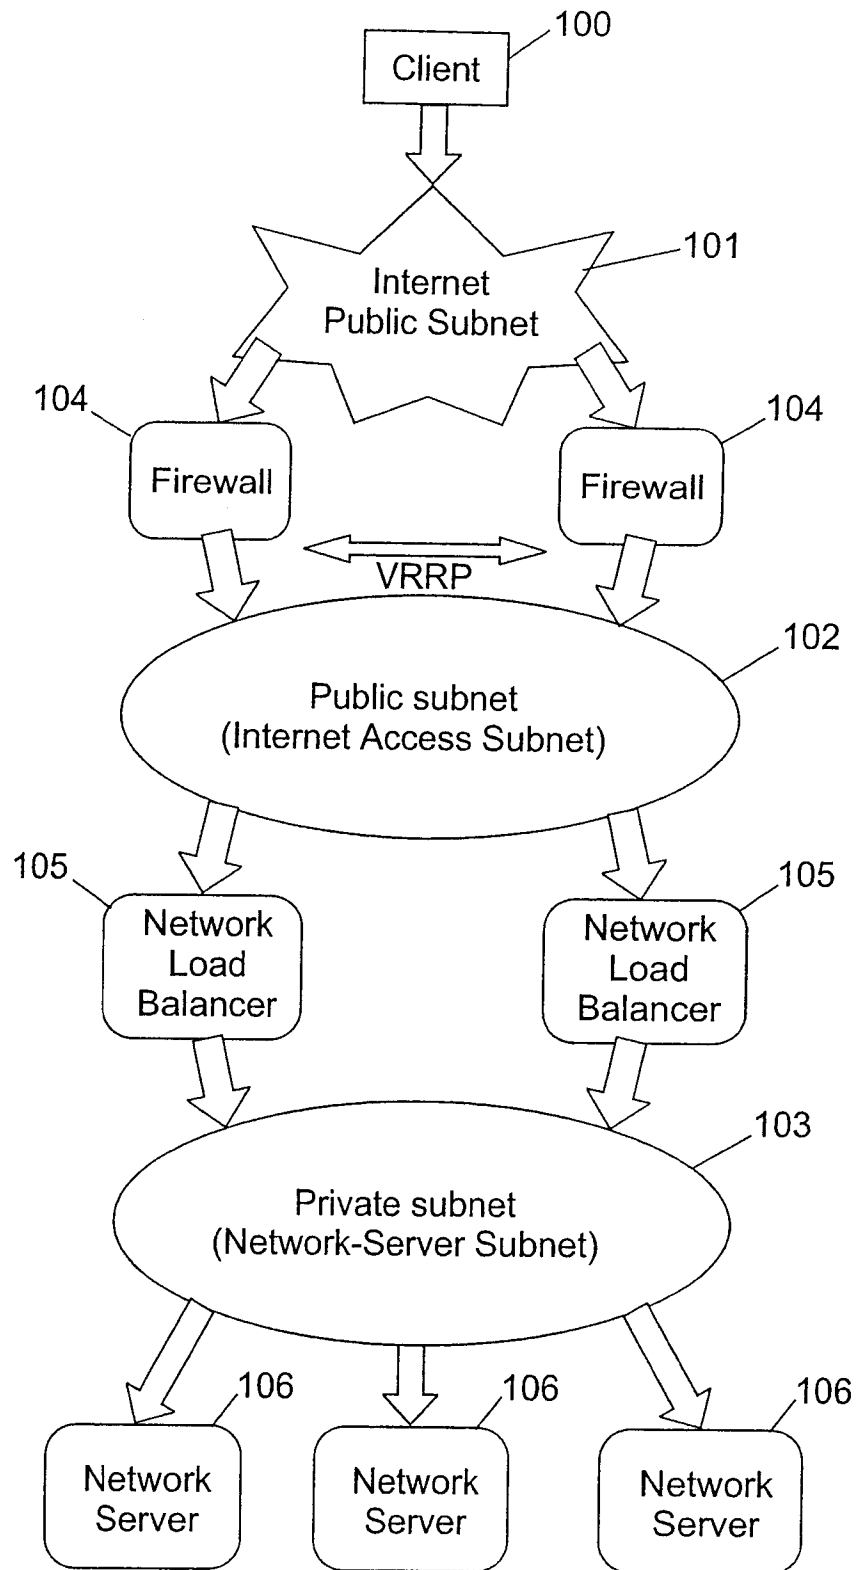 100
Client
101
Internet
Public Subnet
104
104
Firewall
Firewall
VRRP
102
Public subnet
(Internet Access Subnet)
105
105
Network
Load
Balancer
Network
Load
Balancer
103
Private subnet
(Network-Server Subnet)
106
106
106
Network
Server
Network
Server
Network
Server